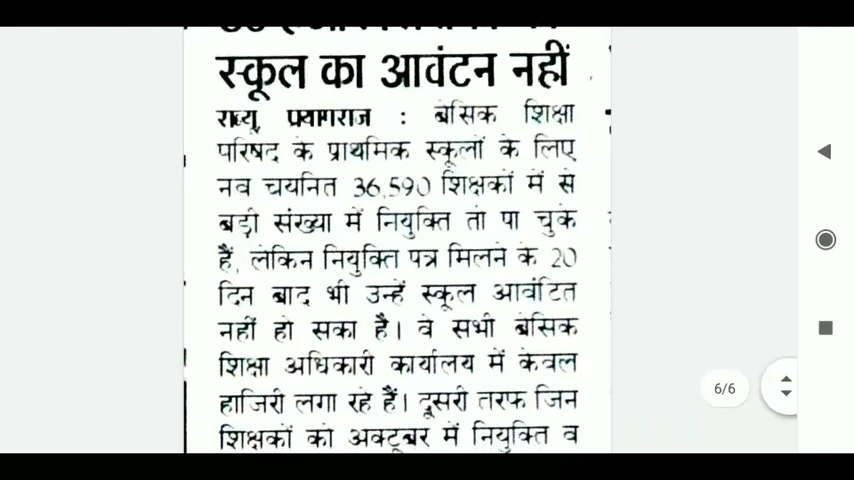 स्कूल का आवंटन नहीं
राब्यू, प्रयागराज : बेसिक शिक्षा
परिषद के प्राथमिक स्कूलों के लिए
नव चयनित 36,590 शिक्षकों में से
बड़ी संख्या में नियुक्ति तो पा चुके
हैं, लेकिन नियुक्ति पत्र मिलने के 20
दिन बाद भी उन्हें स्कूल आवंटित
नहीं हो सका है। वे सभी बेसिक
शिक्षा अधिकारी कार्यालय में केवल
हाजिरी लगा रहे हैं। दूसरी तरफ जिन
शिक्षकों को अक्टूबर में नियुक्ति व
6/6